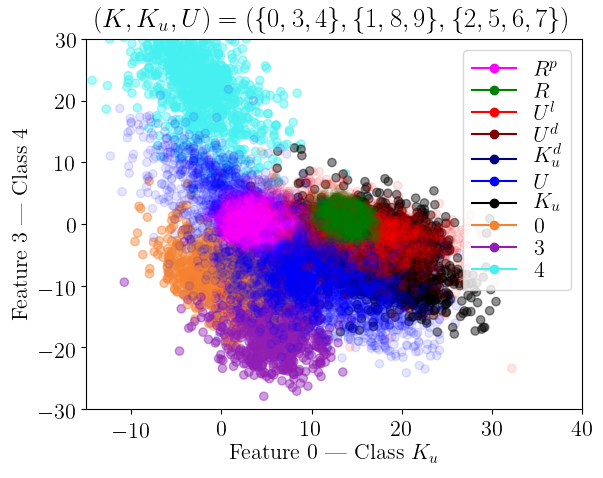 (K, K_u, U) = ({0, 3, 4}, {1, 8, 9}, {2, 5, 6, 7})
30
20
10
0
−10
−20
−30
Feature 3 — Class 4
R^p
R
U^l
U^d
K_u^d
U
K_u
0
3
4
−10
0
10
20
30
40
Feature 0 — Class K_u